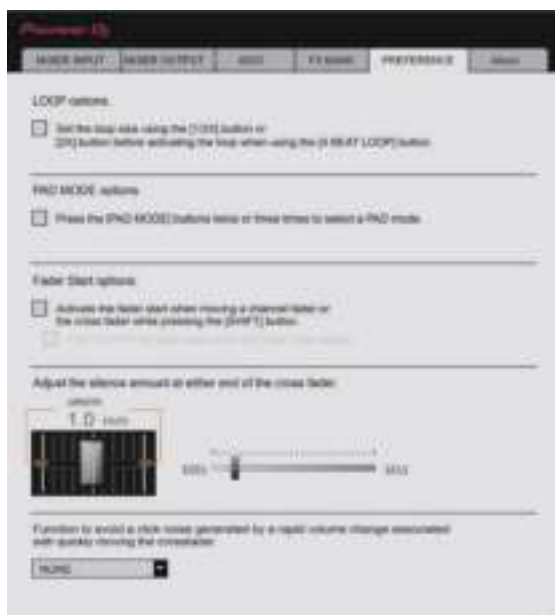 Pioneer Dj
MIXER INPUT
MIXER OUTPUT
MIDI
FX BANK
PREFERENCE
About
LOOP options
Set the loop size using the [1/2X] button or
[2X] button before activating the loop when using the [4 BEAT LOOP] button.
PAD MODE options
Press the [PAD MODE] buttons twice or three times to select a PAD mode.
Fader Start options
Activate the fader start when moving a channel fader or
the cross fader while pressing the [SHIFT] button.
Adjust the silence amount at either end of the cross fader.
1.0 mm
MIN
MAX
Function to avoid a click noise generated by a rapid volume change associated
with quickly moving the crossfader
NONE